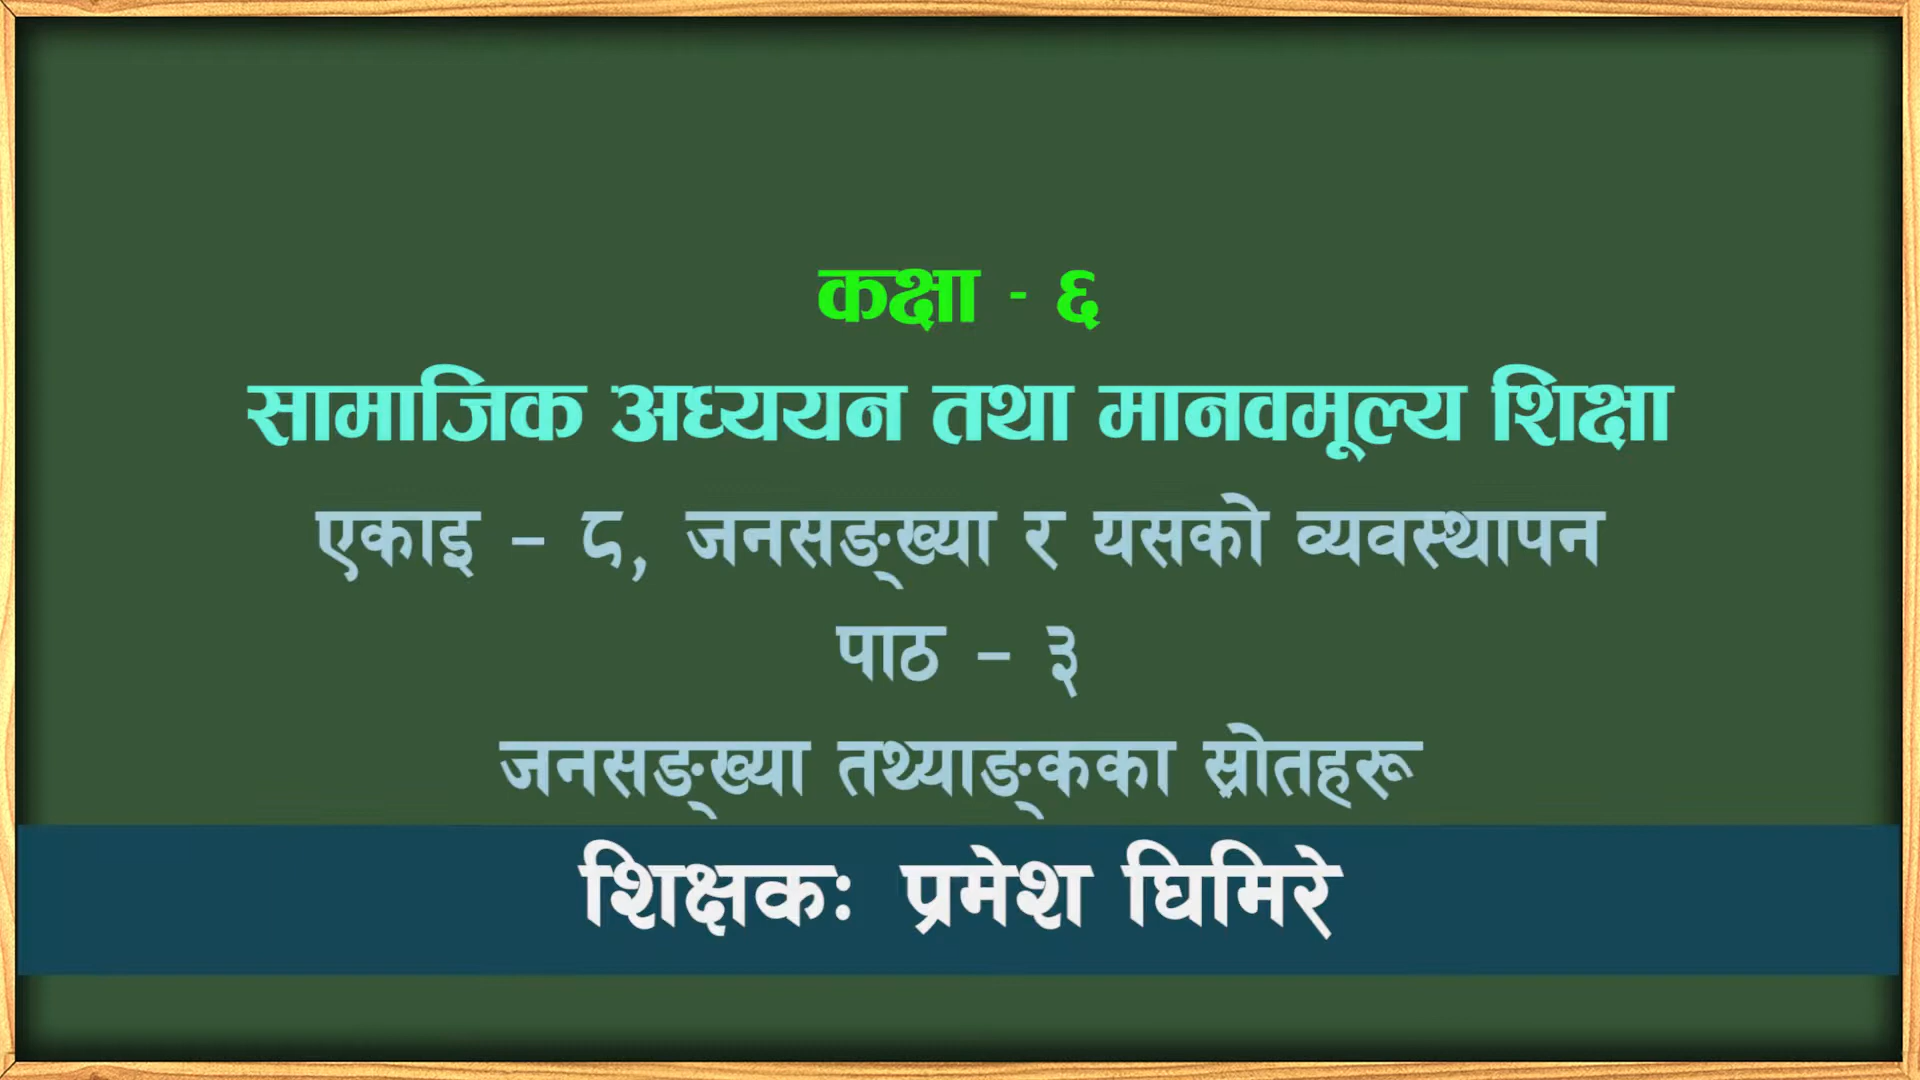 कक्षा - ६
सामाजिक अध्ययन तथा मानवमूल्य शिक्षा
एकाइ – ८, जनसङ्ख्या र यसको व्यवस्थापन
पाठ – ३
जनसङ्ख्या तथ्याङ्कका स्रोतहरू
शिक्षकः प्रमेश घिमिरे